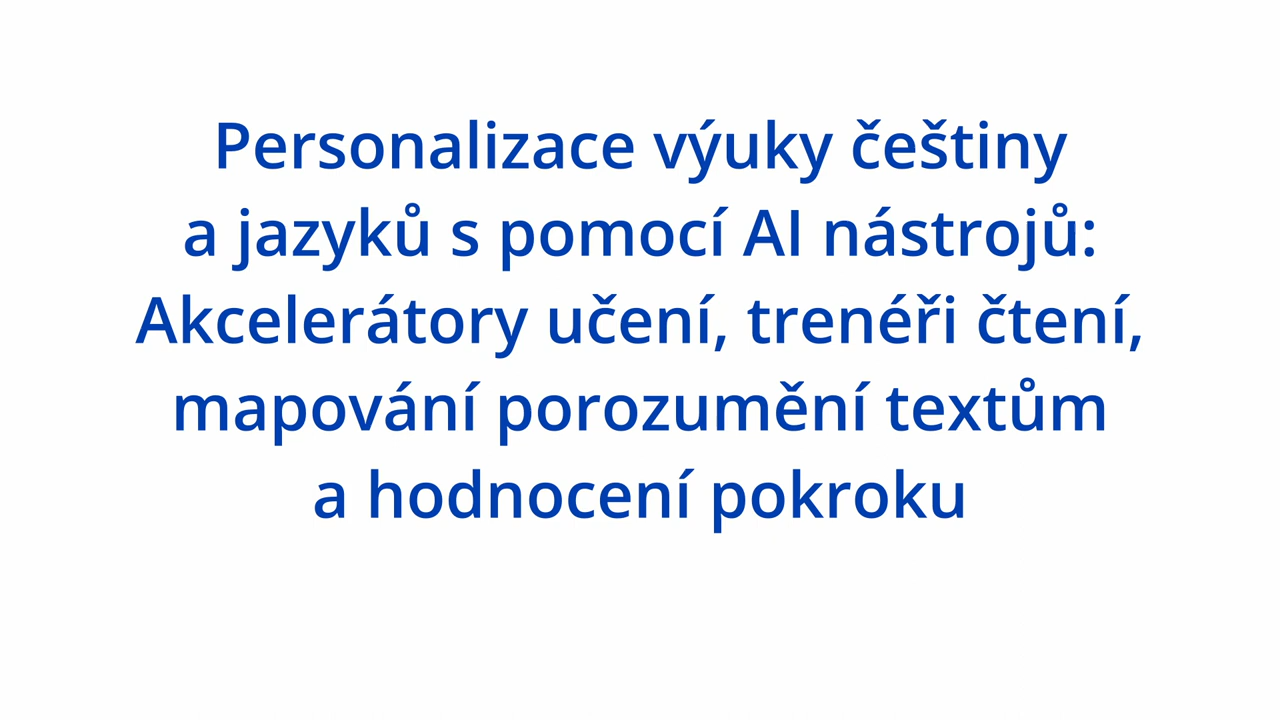 Personalizace výuky češtiny
a jazyků s pomocí AI nástrojů:
Akcelerátory učení, trenéři čtení,
mapování porozumění textům
a hodnocení pokroku